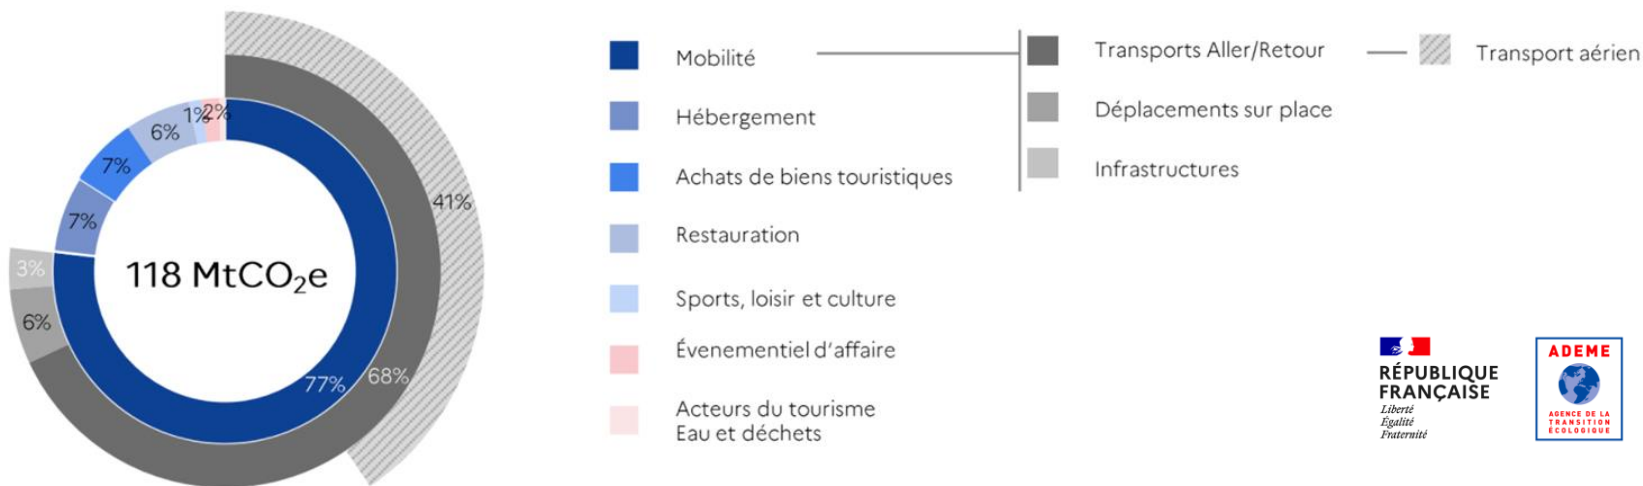 1%
2%
6%
7%
7%
3%
6%
77%
68%
41%
118 MtCO₂e
Mobilité
Hébergement
Achats de biens touristiques
Restauration
Sports, loisir et culture
Évenementiel d'affaire
Acteurs du tourisme
Eau et déchets
Transports Aller/Retour
Déplacements sur place
Infrastructures
Transport aérien
RÉPUBLIQUE
FRANÇAISE
Liberté
Égalité
Fraternité
ADEME
AGENCE DE LA
TRANSITION
ÉCOLOGIQUE